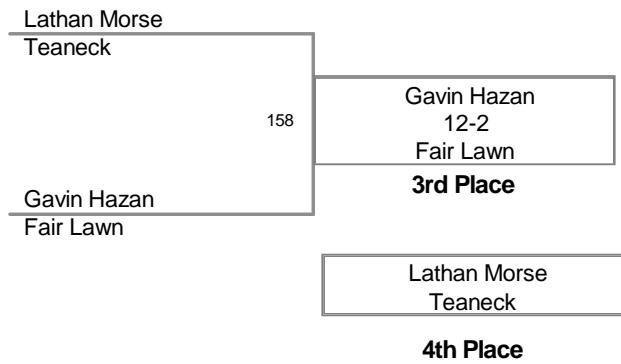 Lathan Morse
Teaneck
158
Gavin Hazan
12-2
Fair Lawn
3rd Place
Gavin Hazan
Fair Lawn
Lathan Morse
Teaneck
4th Place